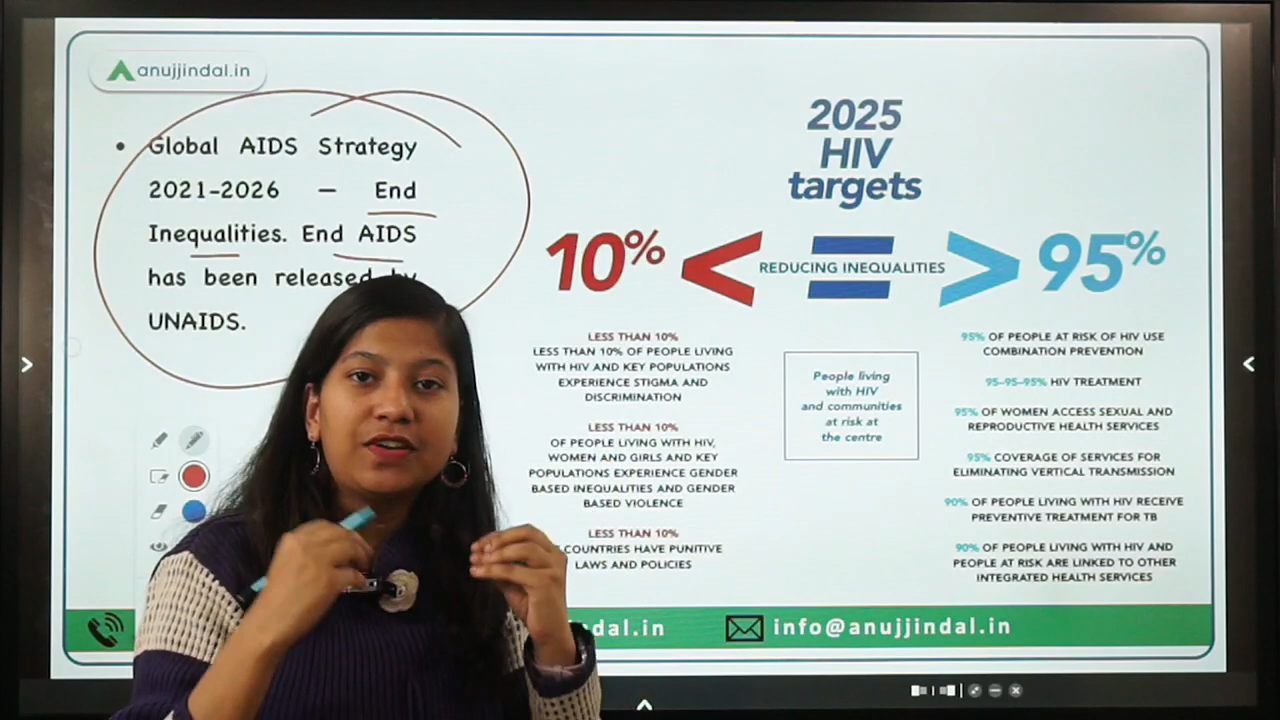 anujjindal.in
• Global AIDS Strategy
2021-2026 – End
Inequalities. End AIDS
has been released by
UNAIDS.
2025
HIV
targets
10% < REDUCING INEQUALITIES > 95%
LESS THAN 10%
LESS THAN 10% OF PEOPLE LIVING
WITH HIV AND KEY POPULATIONS
EXPERIENCE STIGMA AND
DISCRIMINATION
LESS THAN 10%
OF PEOPLE LIVING WITH HIV,
WOMEN AND GIRLS AND KEY
POPULATIONS EXPERIENCE GENDER
BASED INEQUALITIES AND GENDER
BASED VIOLENCE
LESS THAN 10%
COUNTRIES HAVE PUNITIVE
LAWS AND POLICIES
People living
with HIV
and communities
at risk at
the centre
95% OF PEOPLE AT RISK OF HIV USE
COMBINATION PREVENTION
95-95-95% HIV TREATMENT
95% OF WOMEN ACCESS SEXUAL AND
REPRODUCTIVE HEALTH SERVICES
95% COVERAGE OF SERVICES FOR
ELIMINATING VERTICAL TRANSMISSION
90% OF PEOPLE LIVING WITH HIV RECEIVE
PREVENTIVE TREATMENT FOR TB
90% OF PEOPLE LIVING WITH HIV AND
PEOPLE AT RISK ARE LINKED TO OTHER
INTEGRATED HEALTH SERVICES
dal.in
info@anujjindal.in